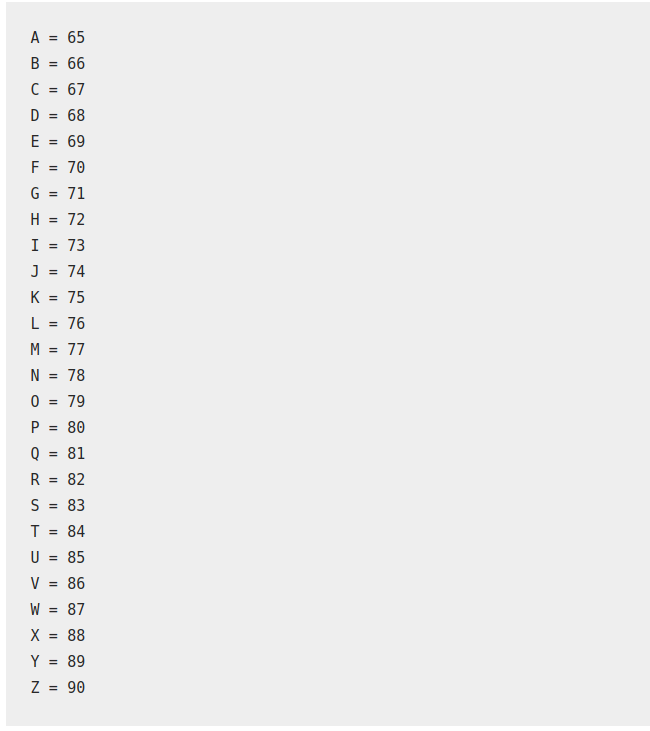 A = 65
B = 66
C = 67
D = 68
E = 69
F = 70
G = 71
H = 72
I = 73
J = 74
K = 75
L = 76
M = 77
N = 78
O = 79
P = 80
Q = 81
R = 82
S = 83
T = 84
U = 85
V = 86
W = 87
X = 88
Y = 89
Z = 90